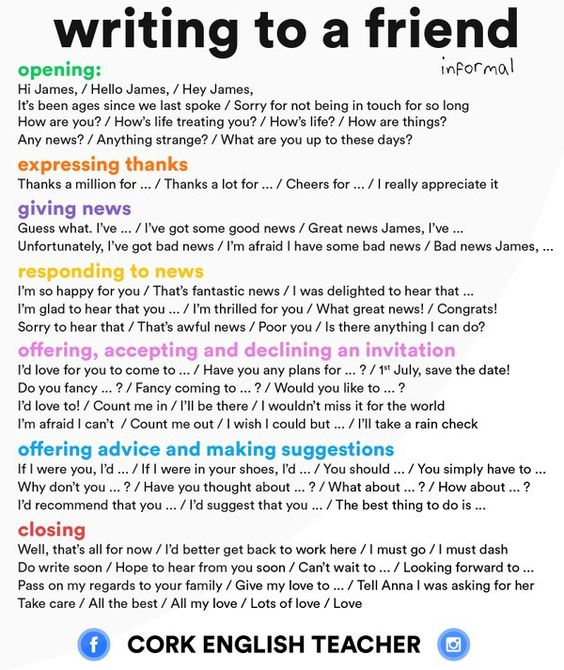 writing to a friend
informal
opening:
Hi James, / Hello James, / Hey James,
It's been ages since we last spoke / Sorry for not being in touch for so long
How are you? / How's life treating you? / How's life? / How are things?
Any news? / Anything strange? / What are you up to these days?
expressing thanks
Thanks a million for ... / Thanks a lot for ... / Cheers for ... / I really appreciate it
giving news
Guess what. I've ... / I've got some good news / Great news James, I've ...
Unfortunately, I've got bad news / I'm afraid I have some bad news / Bad news James, ...
responding to news
I'm so happy for you / That's fantastic news / I was delighted to hear that ...
I'm glad to hear that you ... / I'm thrilled for you / What great news! / Congrats!
Sorry to hear that / That's awful news / Poor you / Is there anything I can do?
offering, accepting and declining an invitation
I'd love for you to come to ... / Have you any plans for ... ? / 1st July, save the date!
Do you fancy ... ? / Fancy coming to ... ? / Would you like to ... ?
I'd love to! / Count me in / I'll be there / I wouldn't miss it for the world
I'm afraid I can't / Count me out / I wish I could but ... / I'll take a rain check
offering advice and making suggestions
If I were you, I'd ... / If I were in your shoes, I'd ... / You should ... / You simply have to ...
Why don't you ... ? / Have you thought about ... ? / What about ... ? / How about ... ?
I'd recommend that you ... / I'd suggest that you ... / The best thing to do is ...
closing
Well, that's all for now / I'd better get back to work here / I must go / I must dash
Do write soon / Hope to hear from you soon / Can't wait to ... / Looking forward to ...
Pass on my regards to your family / Give my love to ... / Tell Anna I was asking for her
Take care / All the best / All my love / Lots of love / Love
f CORK ENGLISH TEACHER